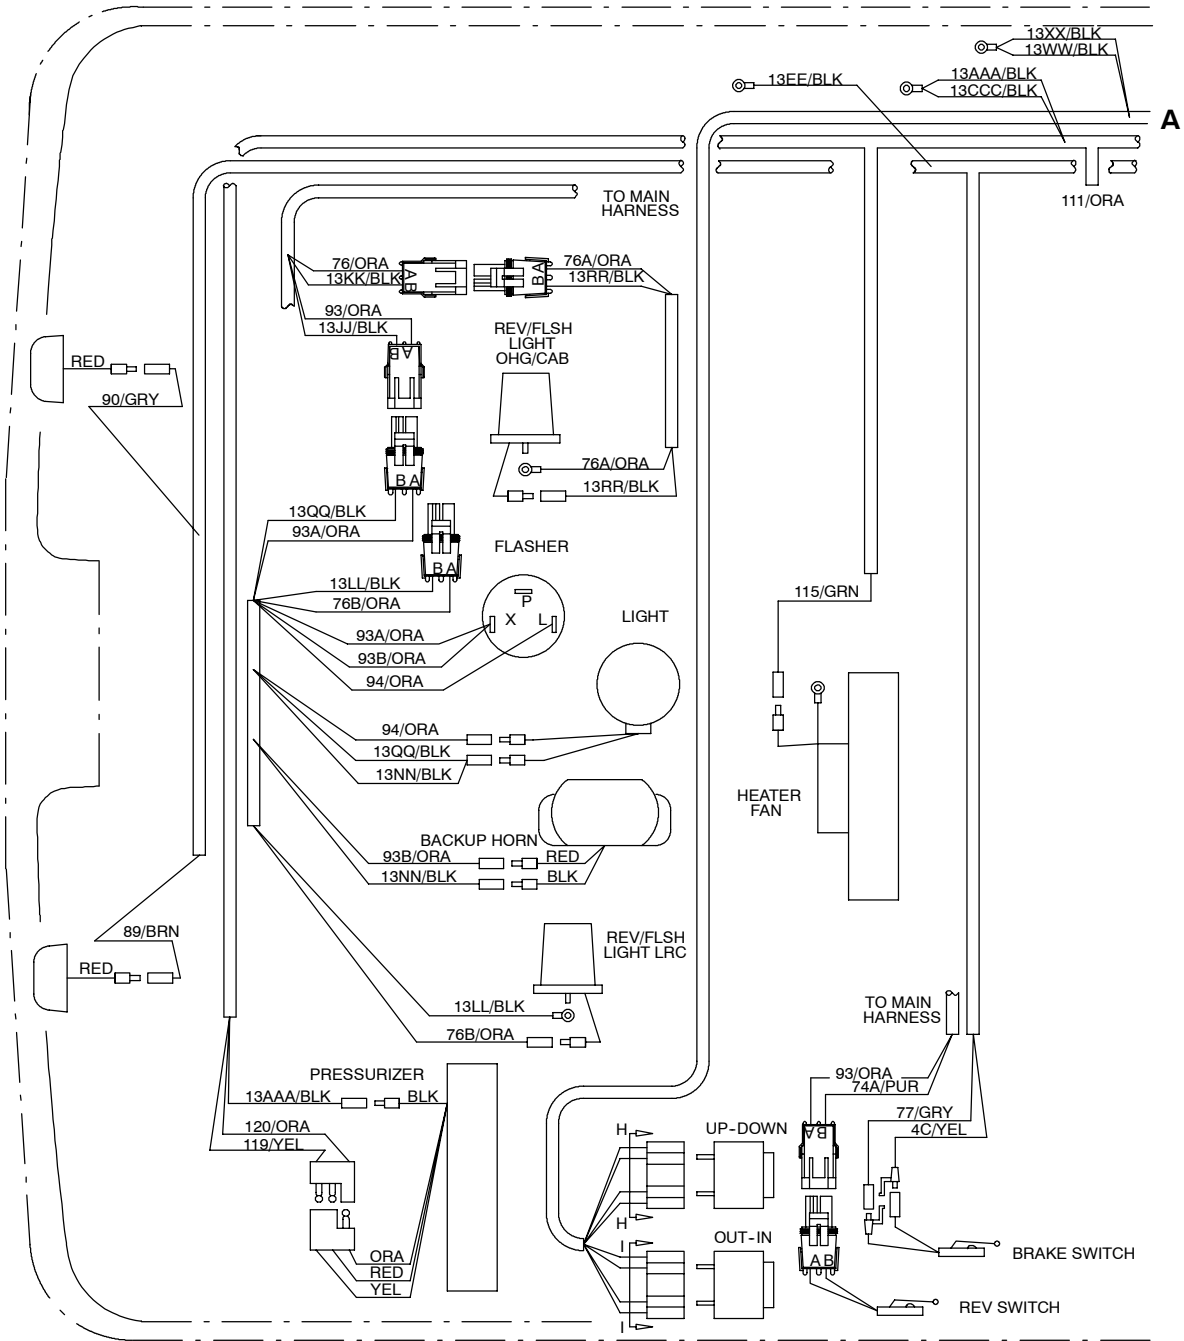 13XX/BLK
13WW/BLK
13EE/BLK
13AAA/BLK
13CCC/BLK
A
TO MAIN
HARNESS
111/ORA
76/ORA
13KK/BLK
A
B
A
B
76A/ORA
13RR/BLK
93/ORA
13JJ/BLK
B A
REV/FLSH
LIGHT
OHG/CAB
RED
90/GRY
76A/ORA
13RR/BLK
B A
13QQ/BLK
93A/ORA
FLASHER
B A
13LL/BLK
76B/ORA
P
X
L
93A/ORA
93B/ORA
94/ORA
LIGHT
115/GRN
94/ORA
13QQ/BLK
13NN/BLK
HEATER
FAN
BACKUP HORN
93B/ORA
RED
13NN/BLK
BLK
89/BRN
RED
REV/FLSH
LIGHT LRC
13LL/BLK
76B/ORA
TO MAIN
HARNESS
PRESSURIZER
13AAA/BLK
BLK
93/ORA
74A/PUR
120/ORA
119/YEL
77/GRY
4C/YEL
H
UP-DOWN
B A
H
I
OUT-IN
ORA
RED
YEL
A B
BRAKE SWITCH
REV SWITCH
I